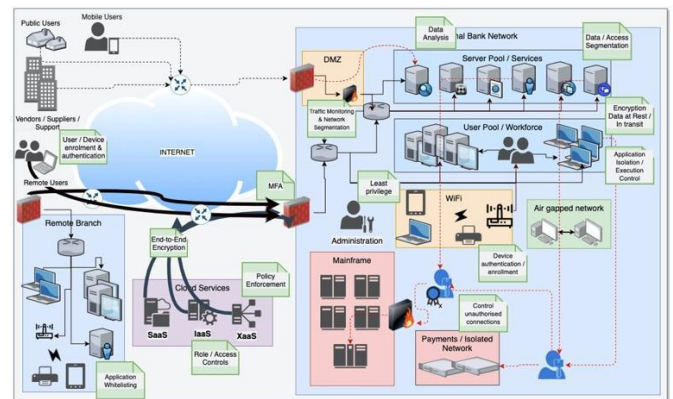 Public Users
Mobile Users
Vendors / Suppliers /
Support
User / Device
enrolment &
authentication
Remote Users
INTERNET
MFA
Remote Branch
End-to-End
Encryption
Policy
Enforcement
Cloud Services
SaaS
IaaS
XaaS
Role / Access
Controls
Application
Whitelisting
DMZ
Traffic Monitoring
& Network
Segmentation
Data
Analysis
nal Bank Network
Server Pool / Services
Data / Access
Segmentation
Encryption
Data at Rest /
In transit
User Pool / Workforce
Application
Isolation /
Execution
Control
Least
privilege
Administration
WiFi
Device
authentication /
enrollment
Air gapped network
Mainframe
Control
unauthorised
connections
Payments / Isolated
Network